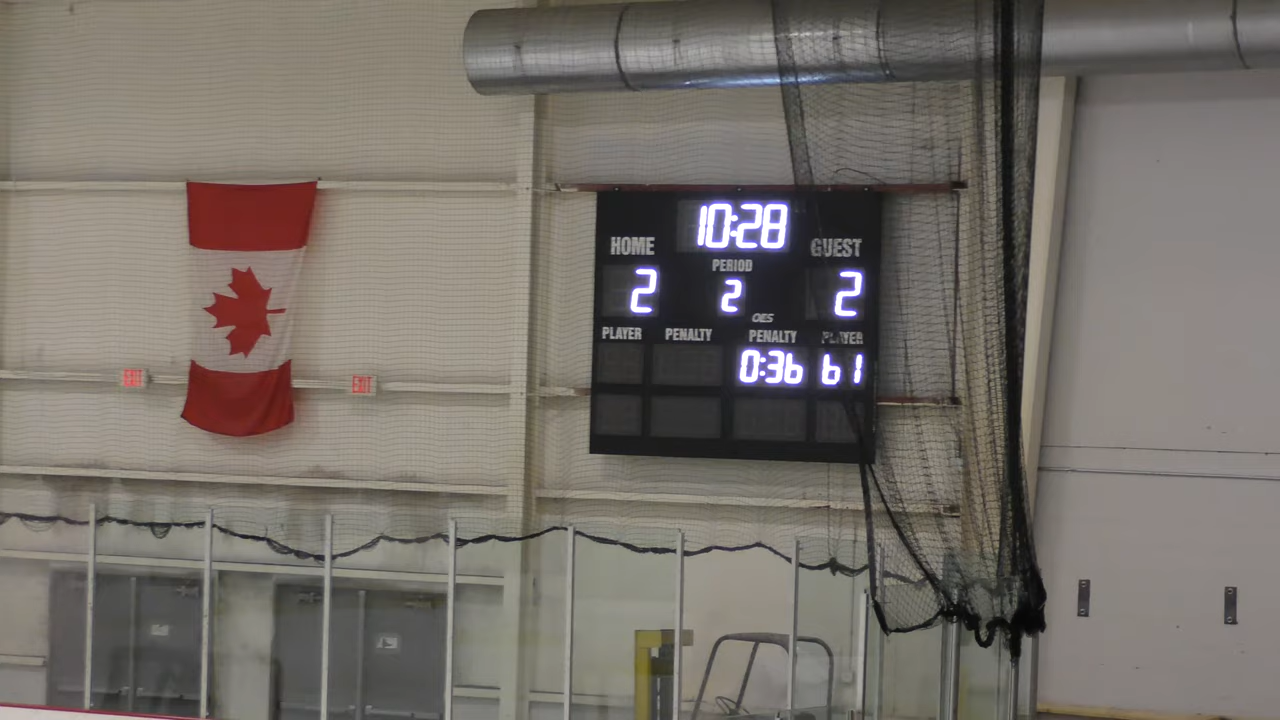 10:28
HOME
GUEST
PERIOD
2
2
2
OES
PLAYER PENALTY PENALTY PLAYER
0:36 61
EXIT
EXIT